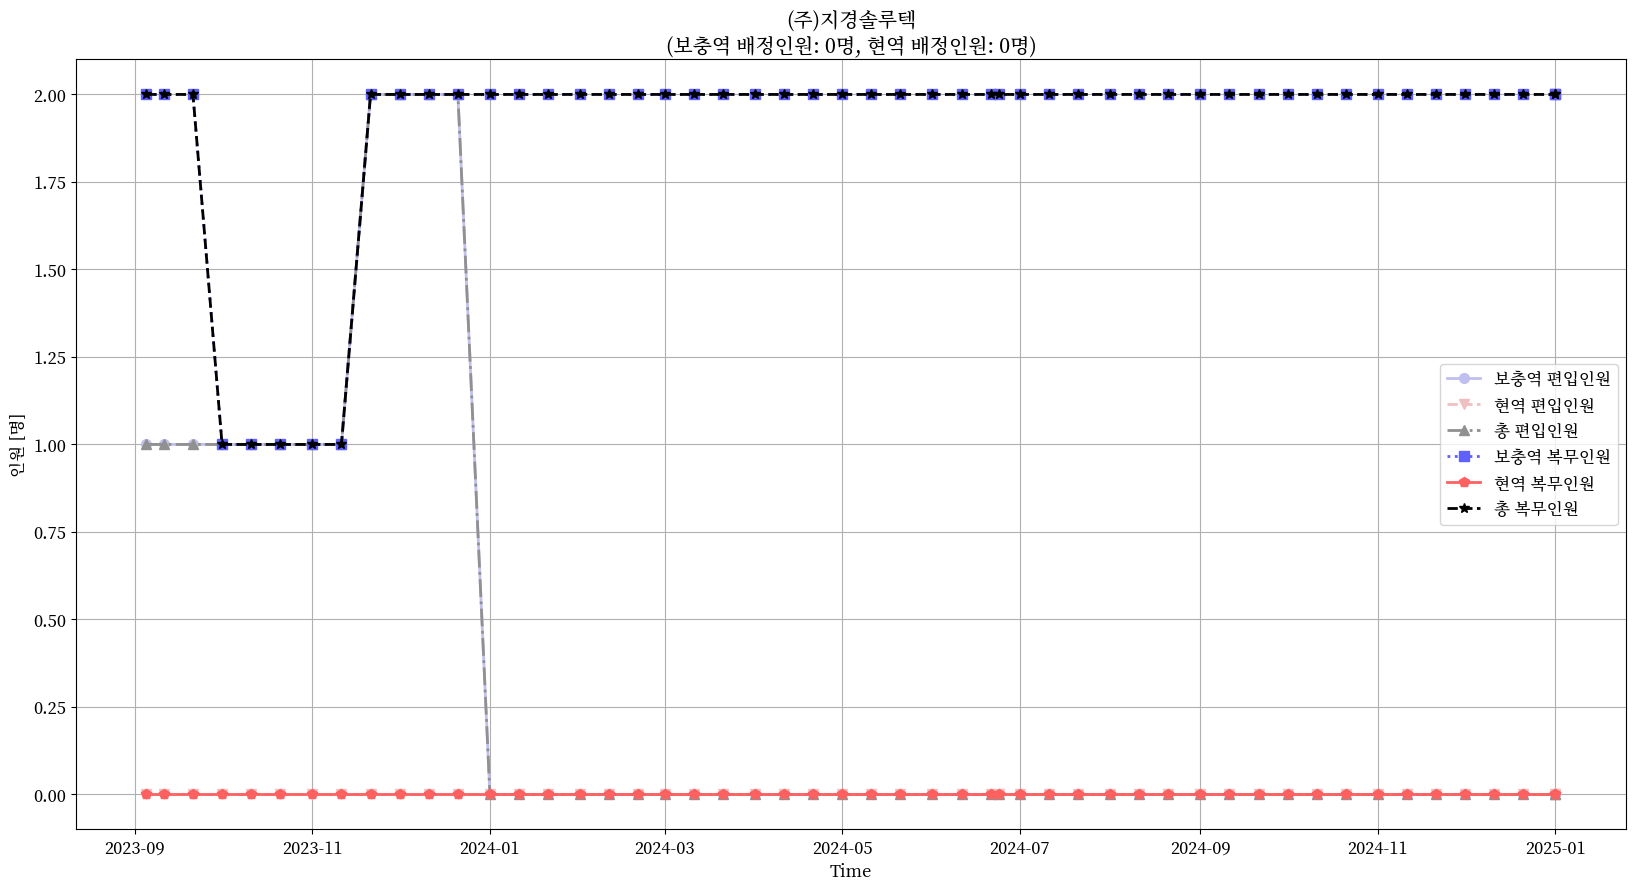 (주)지경솔루텍
(보충역 배정인원: 0명, 현역 배정인원: 0명)
인원 [명]
2.00
1.75
1.50
1.25
1.00
0.75
0.50
0.25
0.00
보충역 편입인원
현역 편입인원
총 편입인원
보충역 복무인원
현역 복무인원
총 복무인원
2023-09
2023-11
2024-01
2024-03
2024-05
2024-07
2024-09
2024-11
2025-01
Time